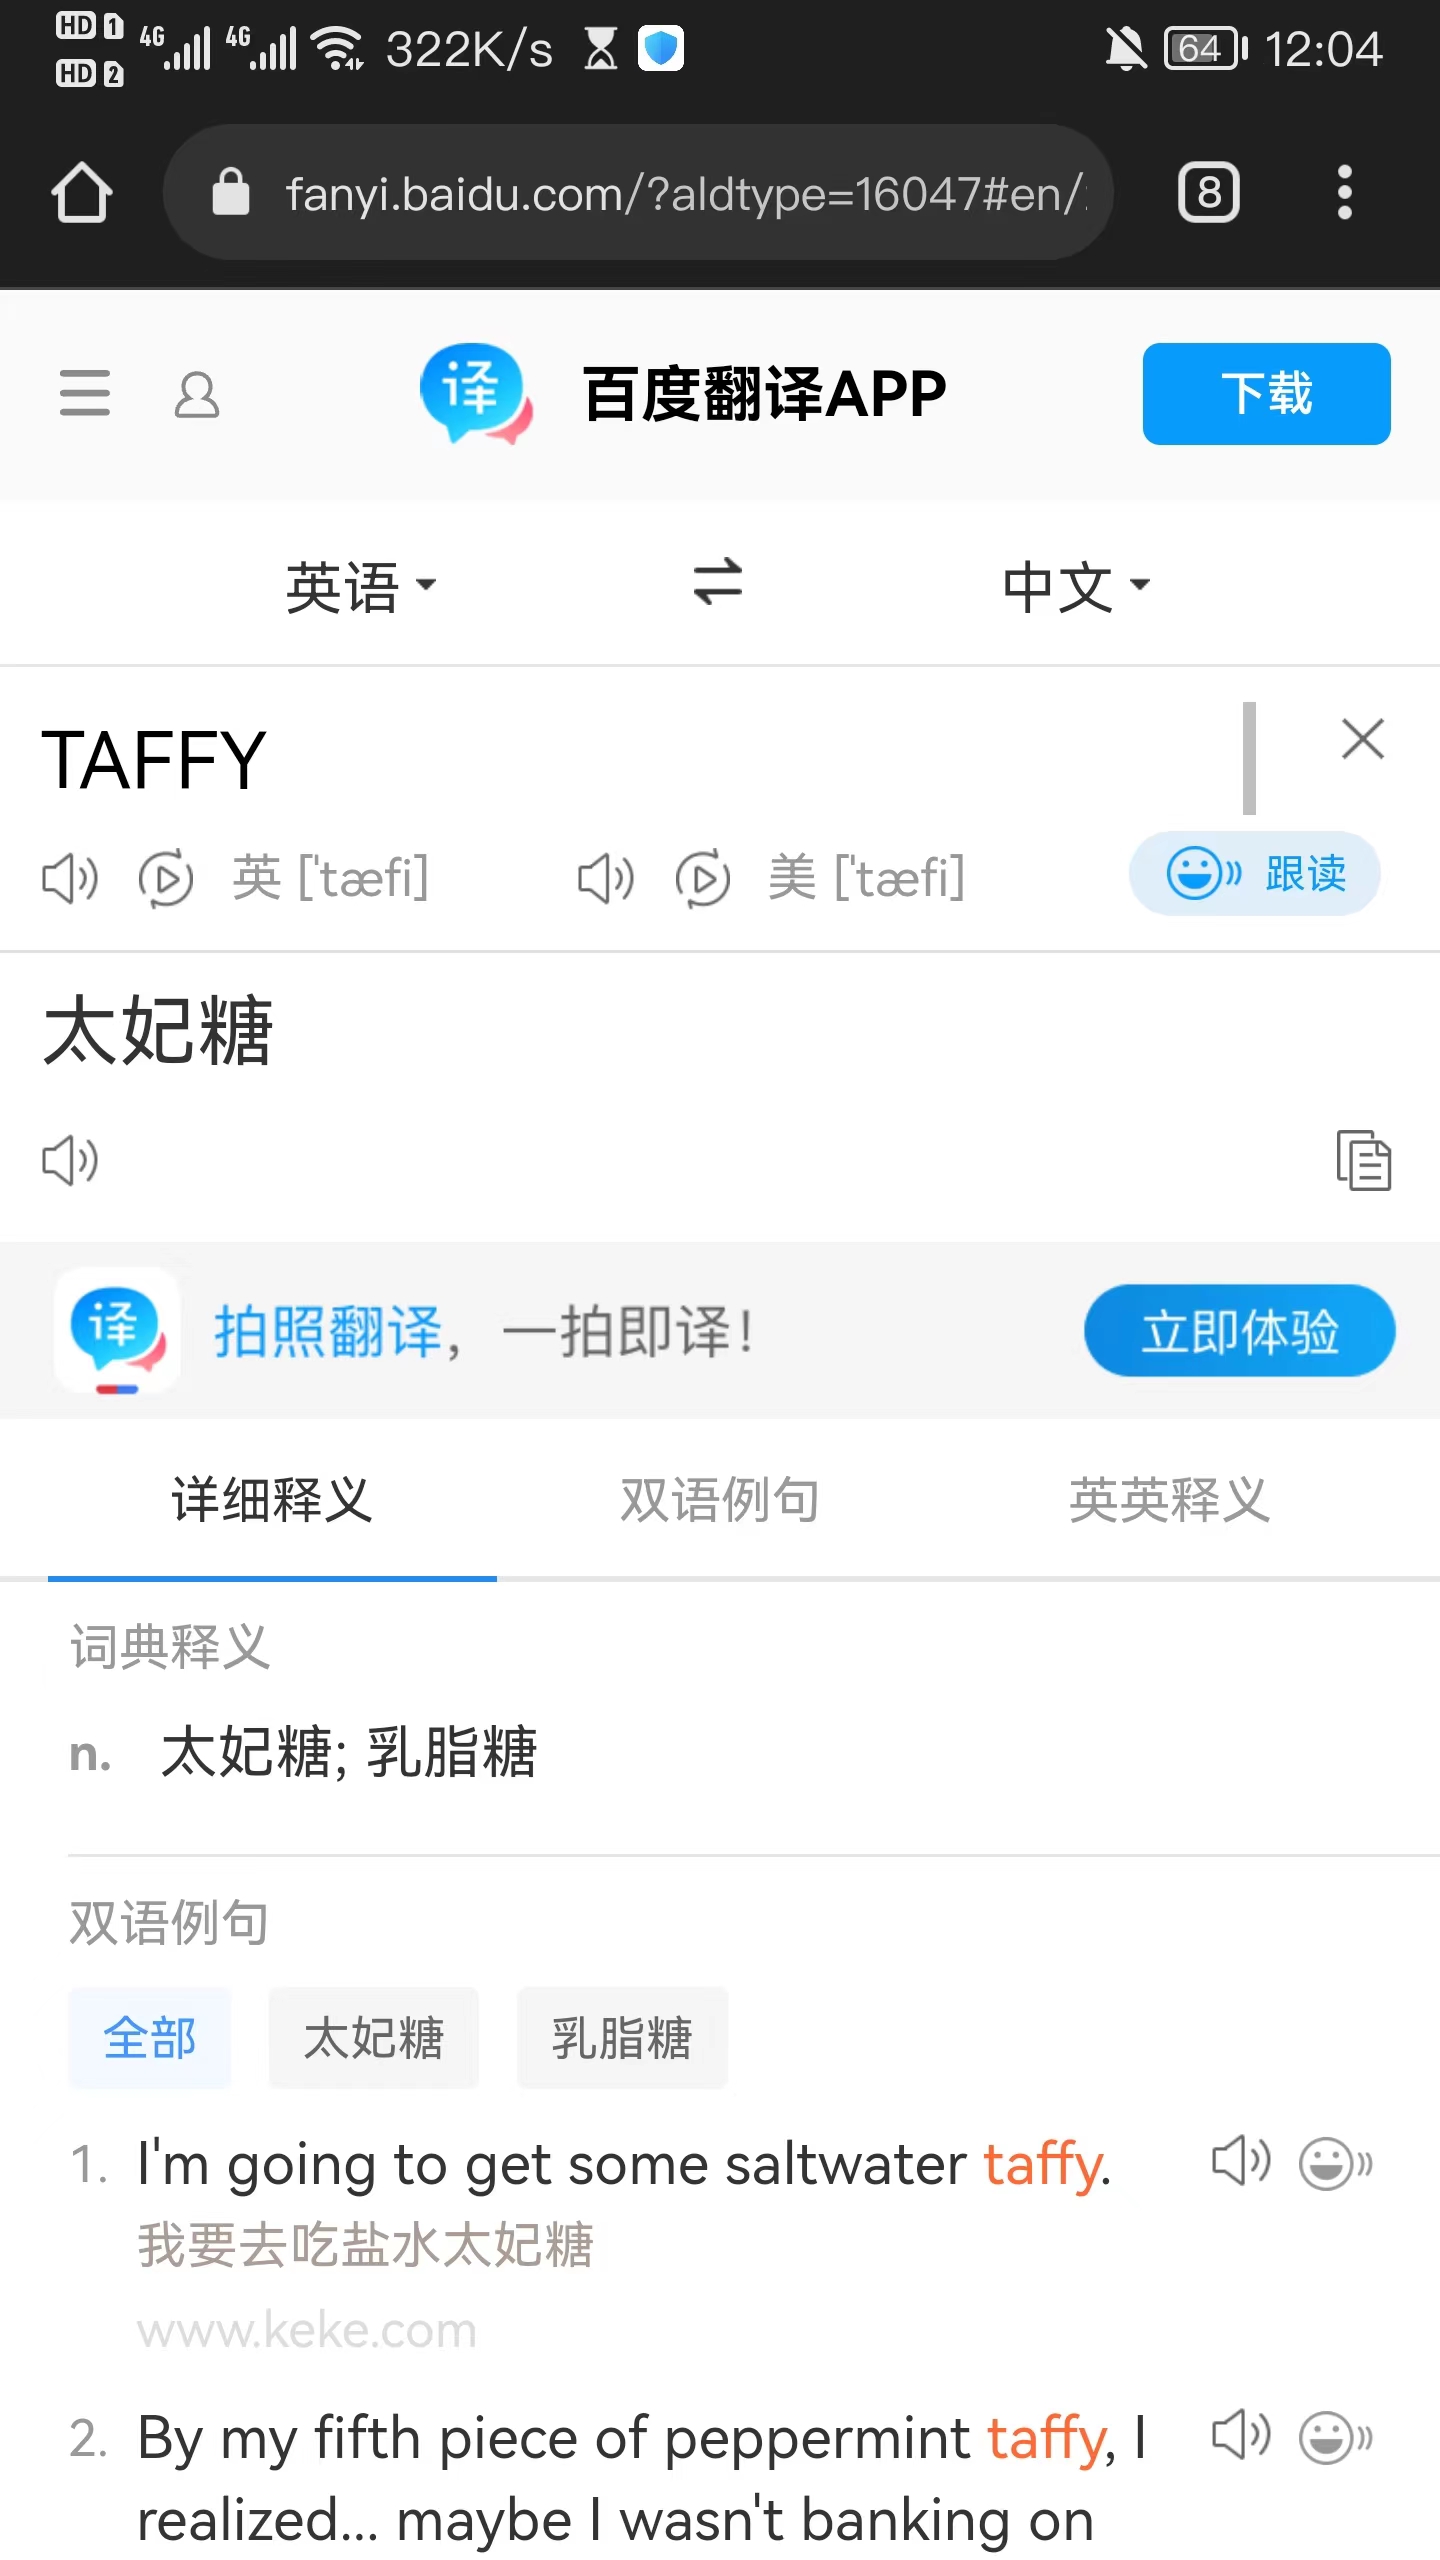 HD 1 4G 4G 322K/s 64 12:04
HD 2
fanyi.baidu.com/?aldtype=16047#en/ 8
译 百度翻译APP 下载
英语 中文
TAFFY
英 ['tæfi] 美 ['tæfi] 跟读
太妃糖
译 拍照翻译，一拍即译! 立即体验
详细释义 双语例句 英英释义
词典释义
n. 太妃糖; 乳脂糖
双语例句
全部 太妃糖 乳脂糖
1. I'm going to get some saltwater taffy.
我要去吃盐水太妃糖
www.keke.com
2. By my fifth piece of peppermint taffy, I
realized... maybe I wasn't banking on